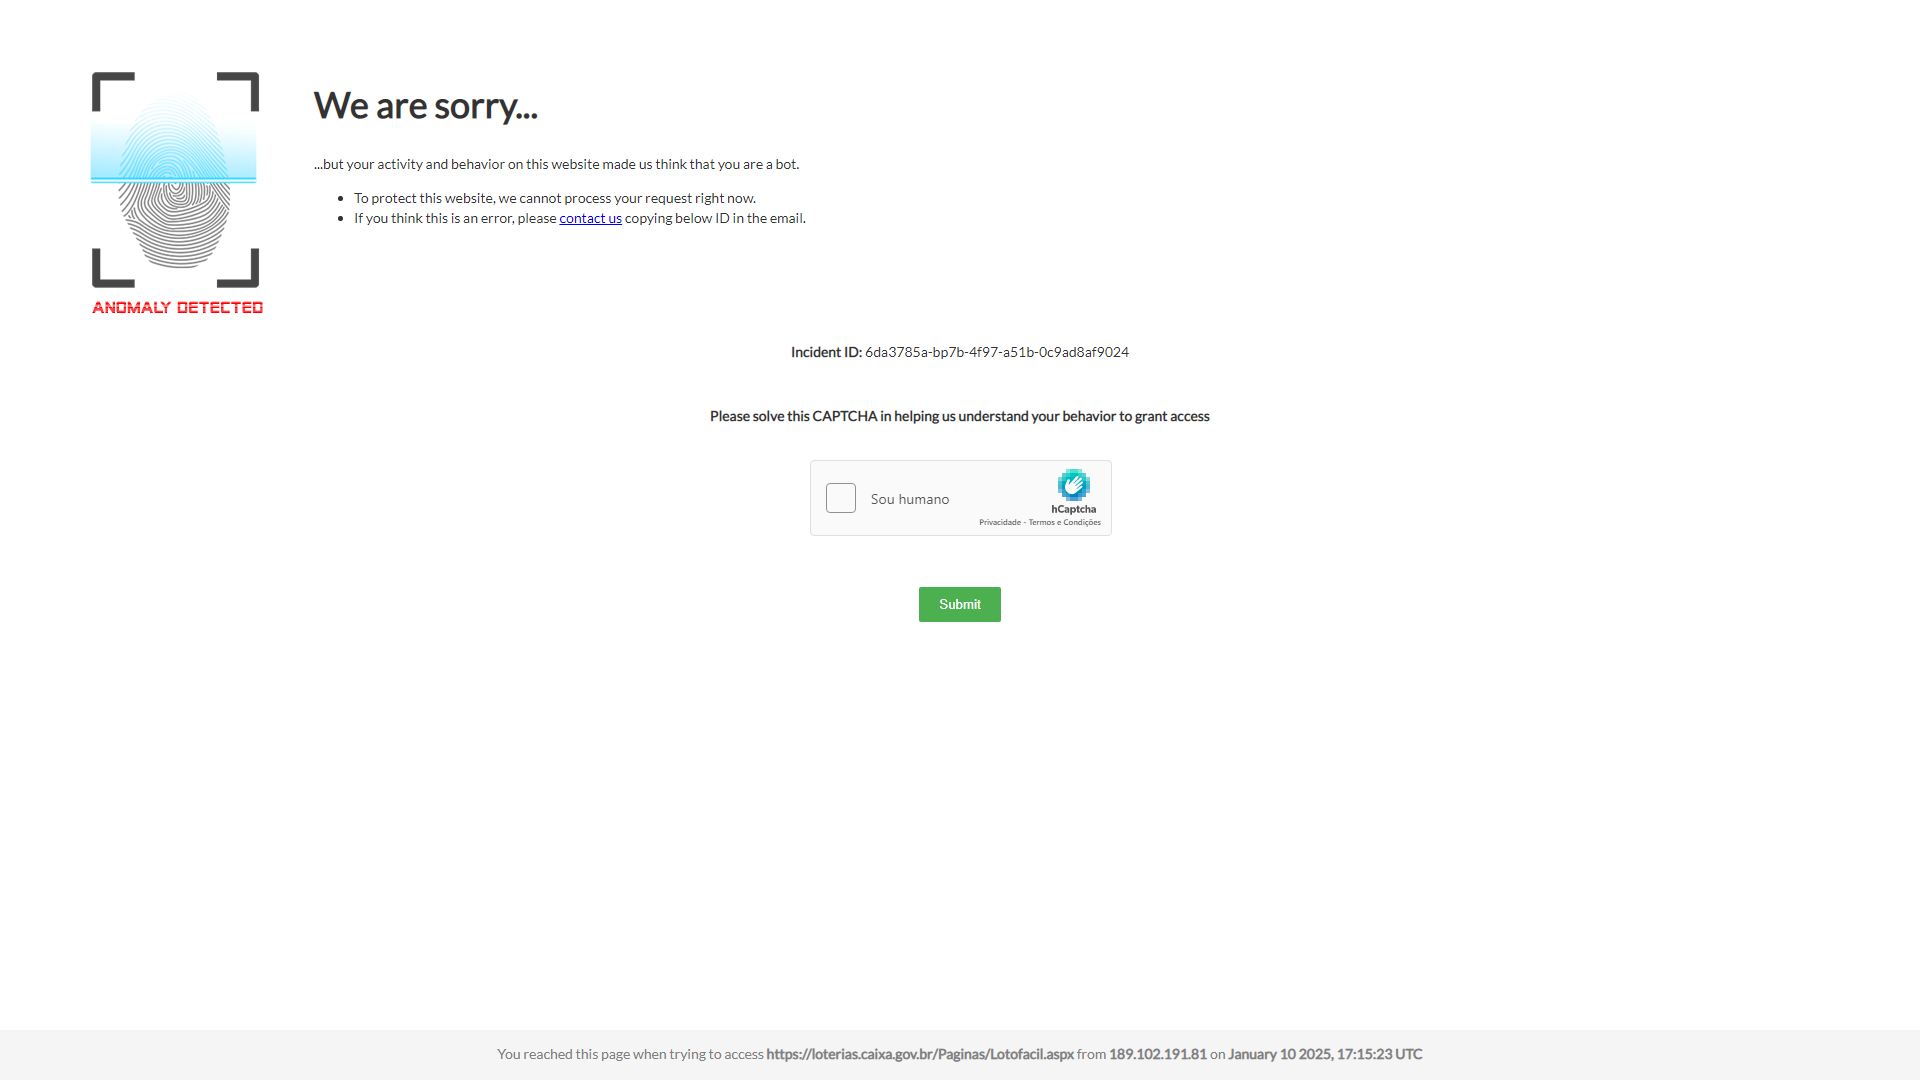 We are sorry...
...but your activity and behavior on this website made us think that you are a bot.
To protect this website, we cannot process your request right now.
If you think this is an error, please contact us copying below ID in the email.
ANOMALY DETECTED
Incident ID: 6da3785a-bp7b-4f97-a51b-0c9ad8af9024
Please solve this CAPTCHA in helping us understand your behavior to grant access
Sou humano
hCaptcha
Privacidade - Termos e Condições
Submit
You reached this page when trying to access https://loterias.caixa.gov.br/Paginas/Lotofacil.aspx from 189.102.191.81 on January 10 2025, 17:15:23 UTC